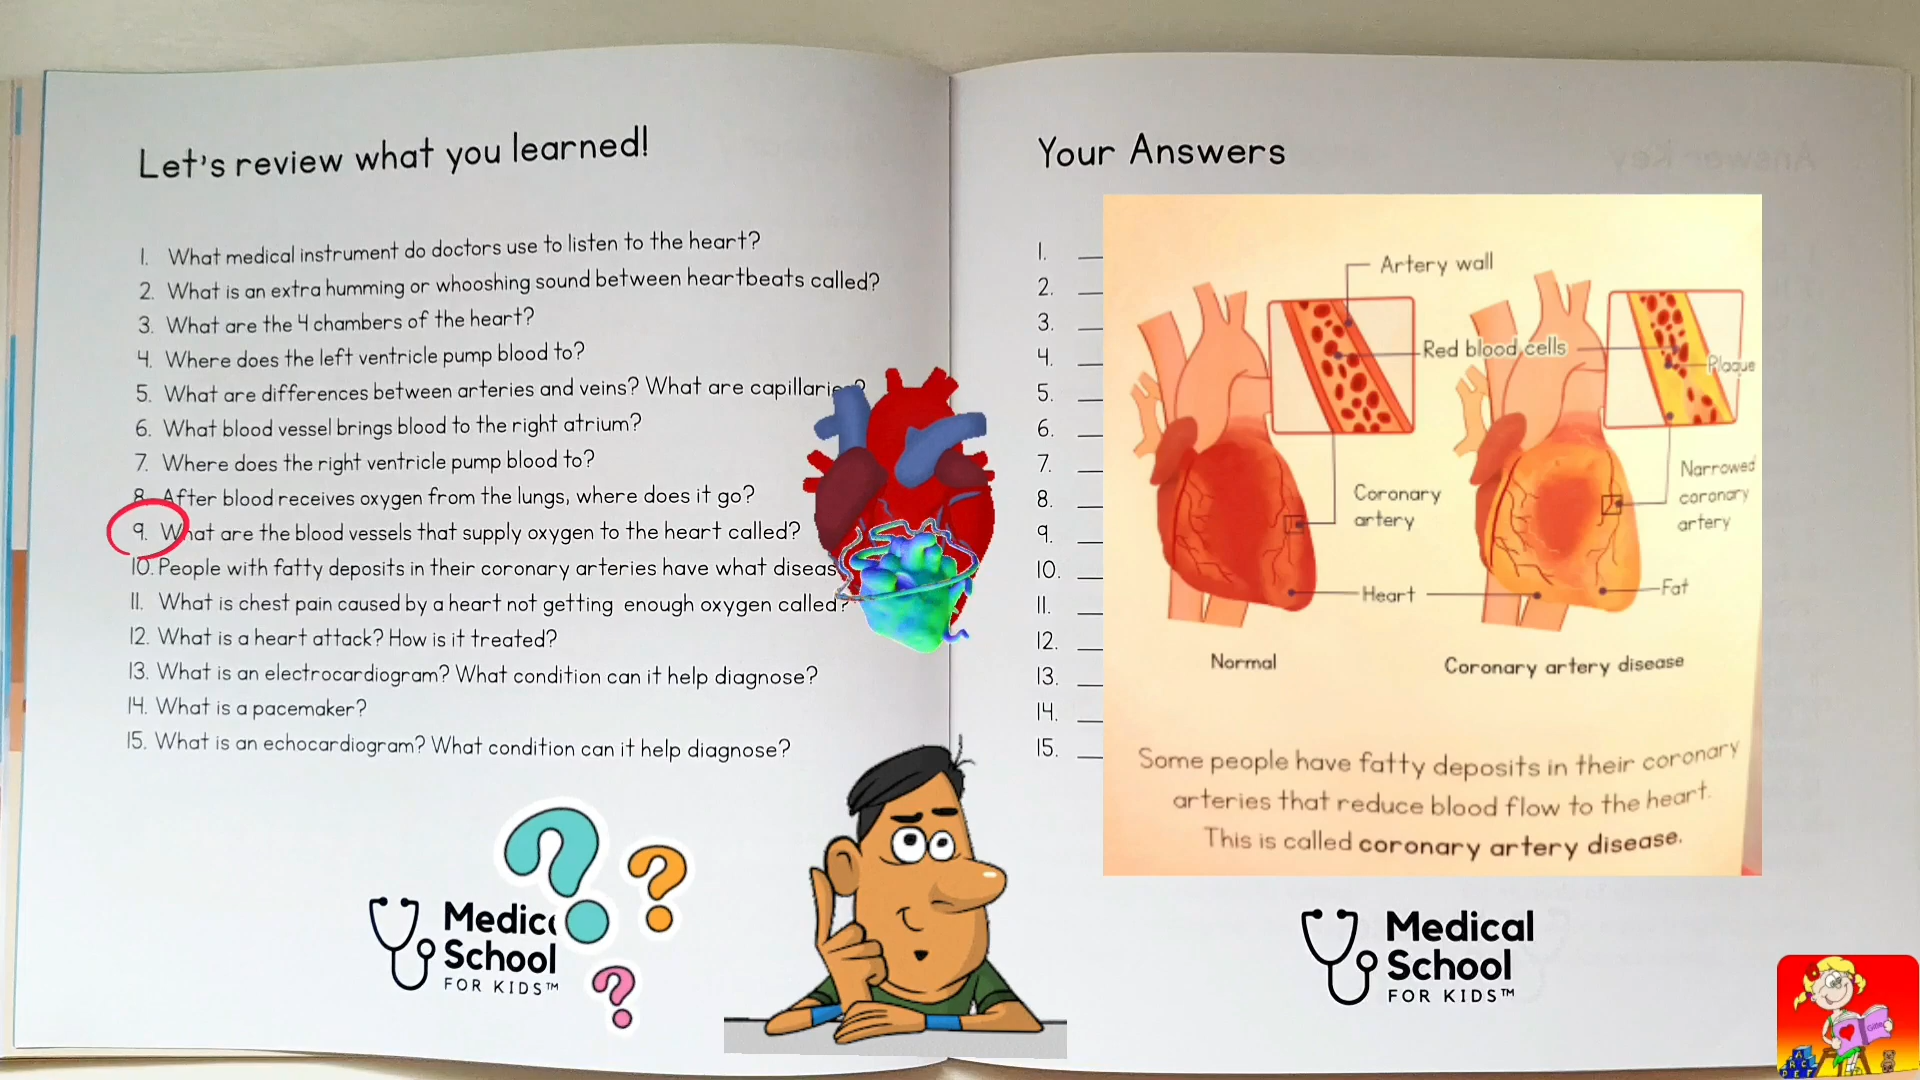 Let's review what you learned!
1. What medical instrument do doctors use to listen to the heart?
2. What is an extra humming or whooshing sound between heartbeats called?
3. What are the 4 chambers of the heart?
4. Where does the left ventricle pump blood to?
5. What are differences between arteries and veins? What are capillaries?
6. What blood vessel brings blood to the right atrium?
7. Where does the right ventricle pump blood to?
8. After blood receives oxygen from the lungs, where does it go?
9. What are the blood vessels that supply oxygen to the heart called?
10. People with fatty deposits in their coronary arteries have what diseas
11. What is chest pain caused by a heart not getting enough oxygen called?
12. What is a heart attack? How is it treated?
13. What is an electrocardiogram? What condition can it help diagnose?
14. What is a pacemaker?
15. What is an echocardiogram? What condition can it help diagnose?
Medic
School
FOR KIDS™
Your Answers
1.
2.
3.
4.
5.
6.
7.
8.
9.
10.
11.
12.
13.
14.
15.
Artery wall
Red blood cells
Plaque
Coronary
artery
Narrowed
coronary
artery
Heart
Fat
Normal
Coronary artery disease
Some people have fatty deposits in their coronary
arteries that reduce blood flow to the heart.
This is called coronary artery disease.
Medical
School
FOR KIDS™